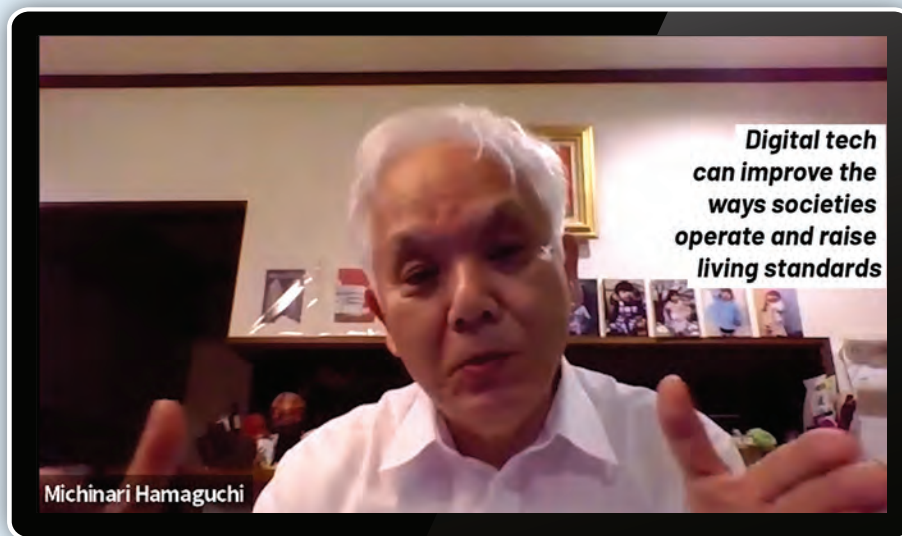 Digital tech
can improve the
ways societies
operate and raise
living standards
Michinari Hamaguchi